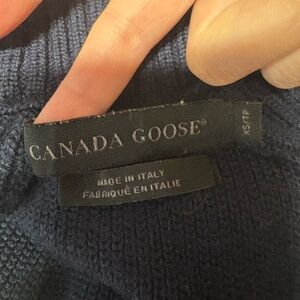 CANADA GOOSE®
XS/TP
MADE IN ITALY
FABRIQUÉ EN ITALIE